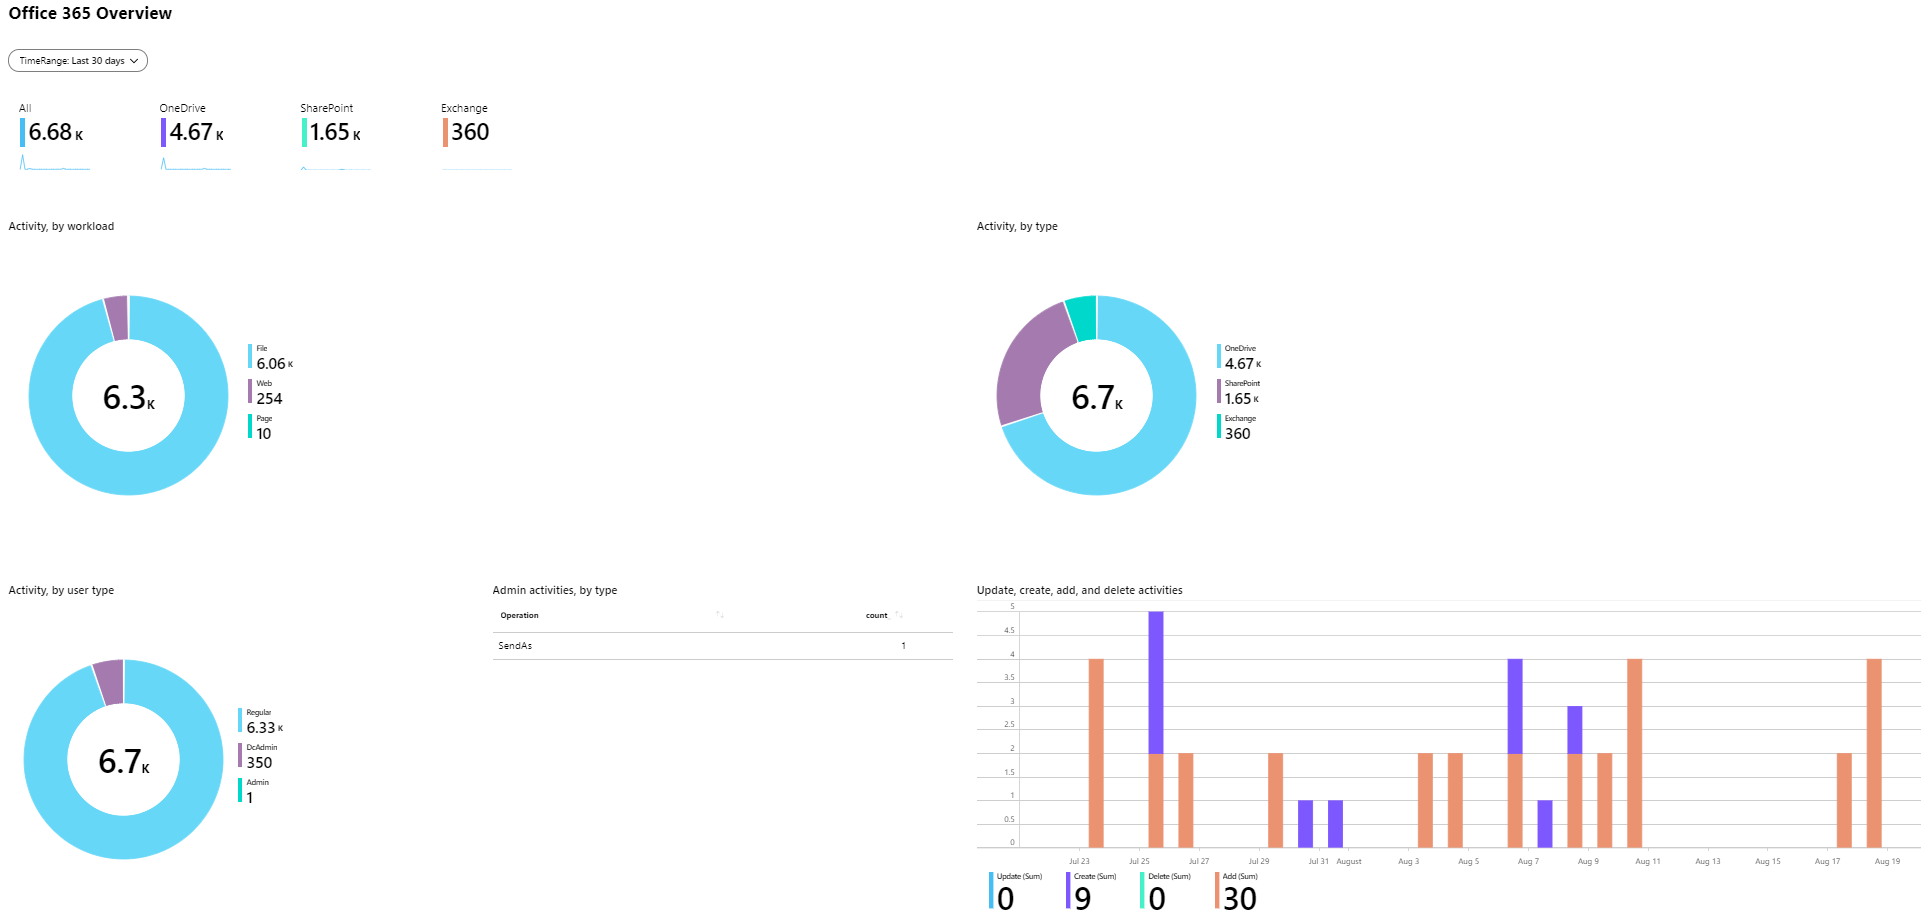 Office 365 Overview
TimeRange: Last 30 days
All
6.68 K
OneDrive
4.67 K
SharePoint
1.65 K
Exchange
360
Activity, by workload
6.3 K
File
6.06 K
Web
254
Page
10
Activity, by type
6.7 K
OneDrive
4.67 K
SharePoint
1.65 K
Exchange
360
Activity, by user type
6.7 K
Regular
6.33 K
DcAdmin
350
Admin
1
Admin activities, by type
Operation count_
SendAs 1
Update, create, add, and delete activities
5
4.5
4
3.5
3
2.5
2
1.5
1
0.5
0
Jul 23 Jul 25 Jul 27 Jul 29 Jul 31 August Aug 3 Aug 5 Aug 7 Aug 9 Aug 11 Aug 13 Aug 15 Aug 17 Aug 19
Update (Sum)
0
Create (Sum)
9
Delete (Sum)
0
Add (Sum)
30